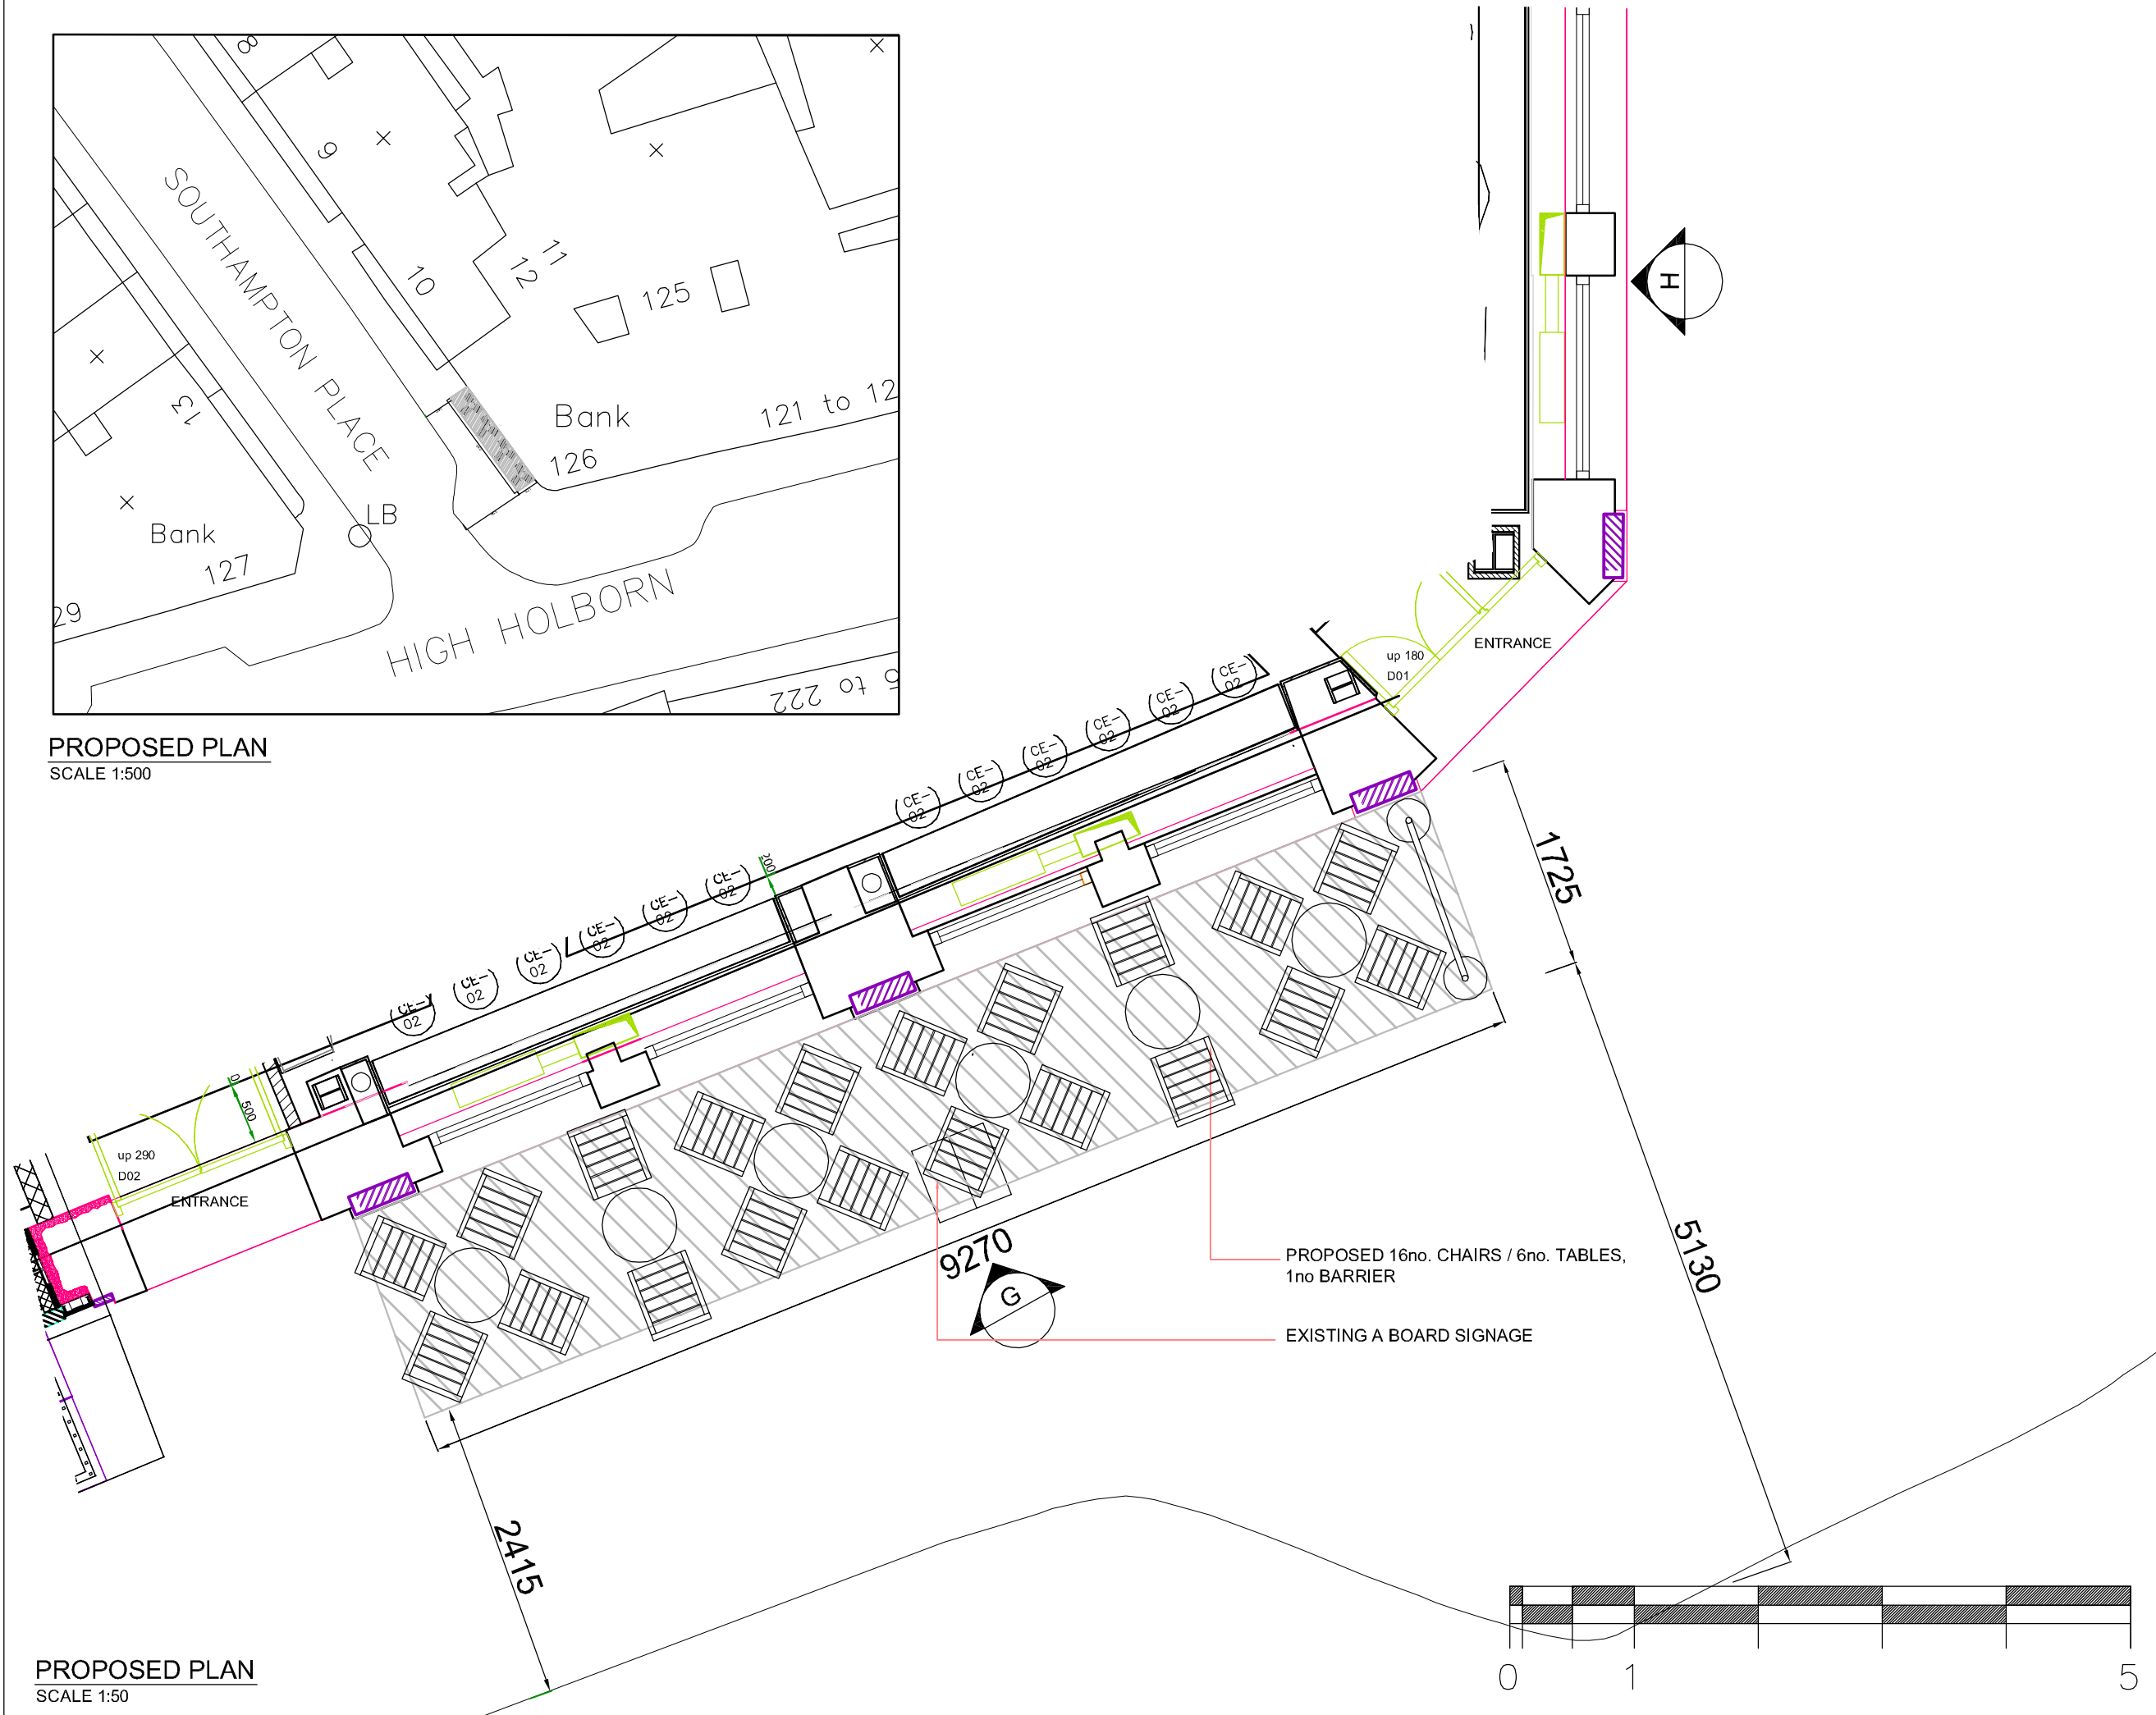 8
9
SOUTHAMPTON PLACE
10
11
12
125
13
Bank
121 to 12
126
LB
Bank
127
29
HIGH HOLBORN
5 to 222
PROPOSED PLAN
SCALE 1:500
H
ENTRANCE
up 180
D01
CE-
02
CE-
02
CE-
02
CE-
02
CE-
02
CE-
02
CE-
02
CE-
02
CE-
02
CE-
02
CE-
02
CE-
02
1725
500
up 290
D02
ENTRANCE
9270
G
5130
PROPOSED 16no. CHAIRS / 6no. TABLES,
1no BARRIER
EXISTING A BOARD SIGNAGE
2415
PROPOSED PLAN
SCALE 1:50
0 1 5